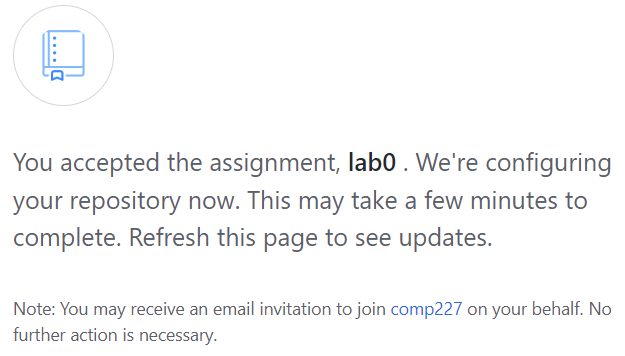 You accepted the assignment, lab0 . We're configuring
your repository now. This may take a few minutes to
complete. Refresh this page to see updates.
Note: You may receive an email invitation to join comp227 on your behalf. No
further action is necessary.